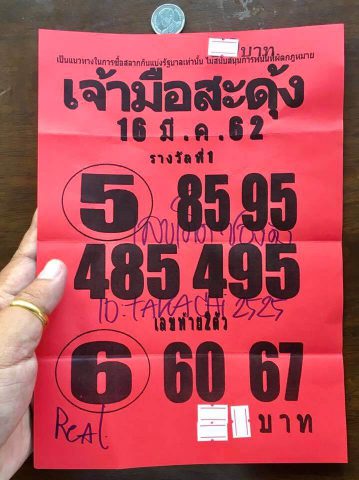 บาท
เป็นแนวทางในการซื้อสลากกินแบ่งรัฐบาลเท่านั้น ไม่สนับสนุนการพนันที่ผิดกฎหมาย
เจ้ามือสะดุ้ง
16 มี.ค.62
รางวัลที่1
5 85 95
485 495
ID.TAKACHI 2525
เลขท้าย2ตัว
6 60 67
Real.
บาท